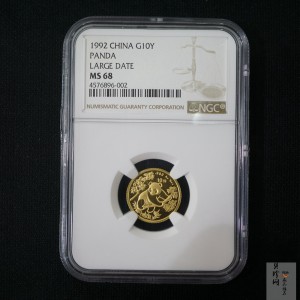 1992 CHINA G10Y
PANDA
LARGE DATE
MS 68
4576896-002
NUMISMATIC GUARANTY CORPORATION
NGC